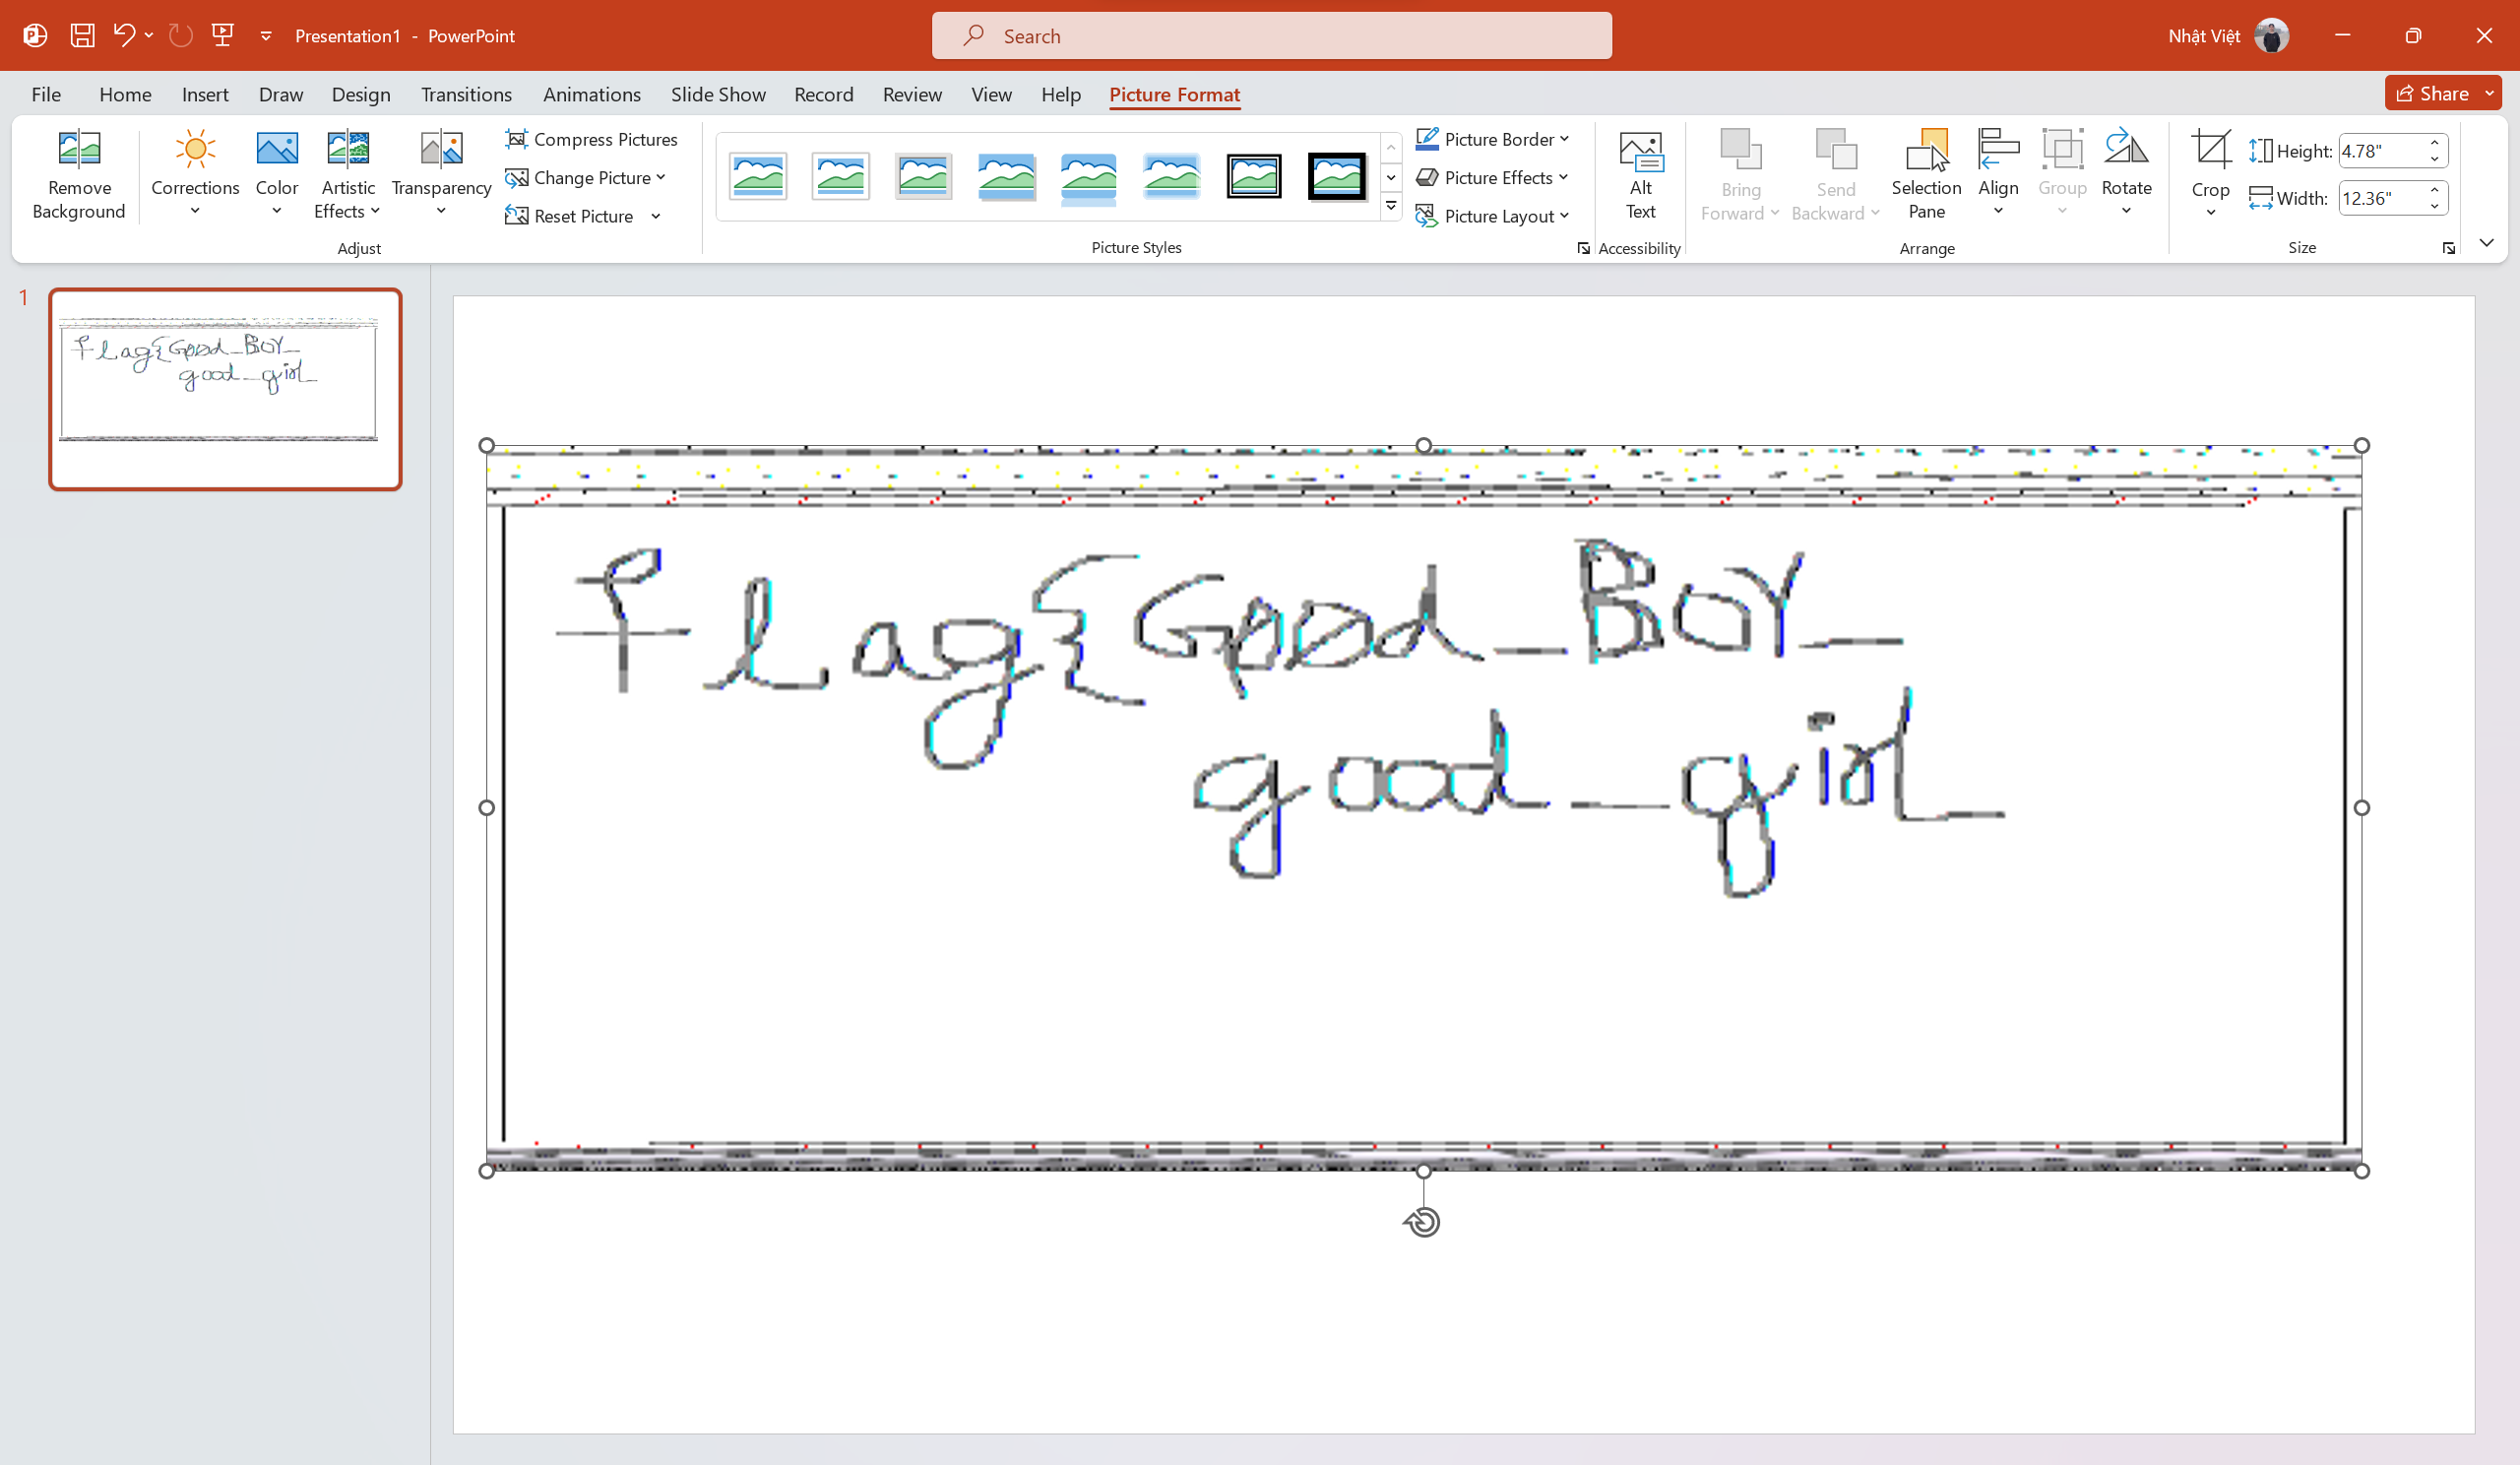 Presentation1 - PowerPoint
Search
Nhật Việt
File Home Insert Draw Design Transitions Animations Slide Show Record Review View Help Picture Format
Share
Remove Background
Corrections
Color
Artistic Effects
Transparency
Compress Pictures
Change Picture
Reset Picture
Adjust
Picture Styles
Picture Border
Picture Effects
Picture Layout
Alt Text
Accessibility
Bring Forward
Send Backward
Selection Pane
Align
Group
Rotate
Arrange
Crop
Height: 4.78"
Width: 12.36"
Size
1
flag{Good_BOY_
good_girl_
flag{Good_BOY_
good_girl_